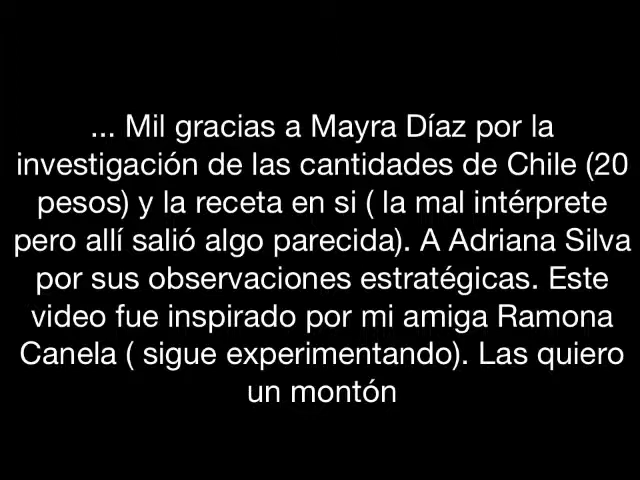 ... Mil gracias a Mayra Díaz por la
investigación de las cantidades de Chile (20
pesos) y la receta en si ( la mal intérprete
pero allí salió algo parecida). A Adriana Silva
por sus observaciones estratégicas. Este
video fue inspirado por mi amiga Ramona
Canela ( sigue experimentando). Las quiero
un montón